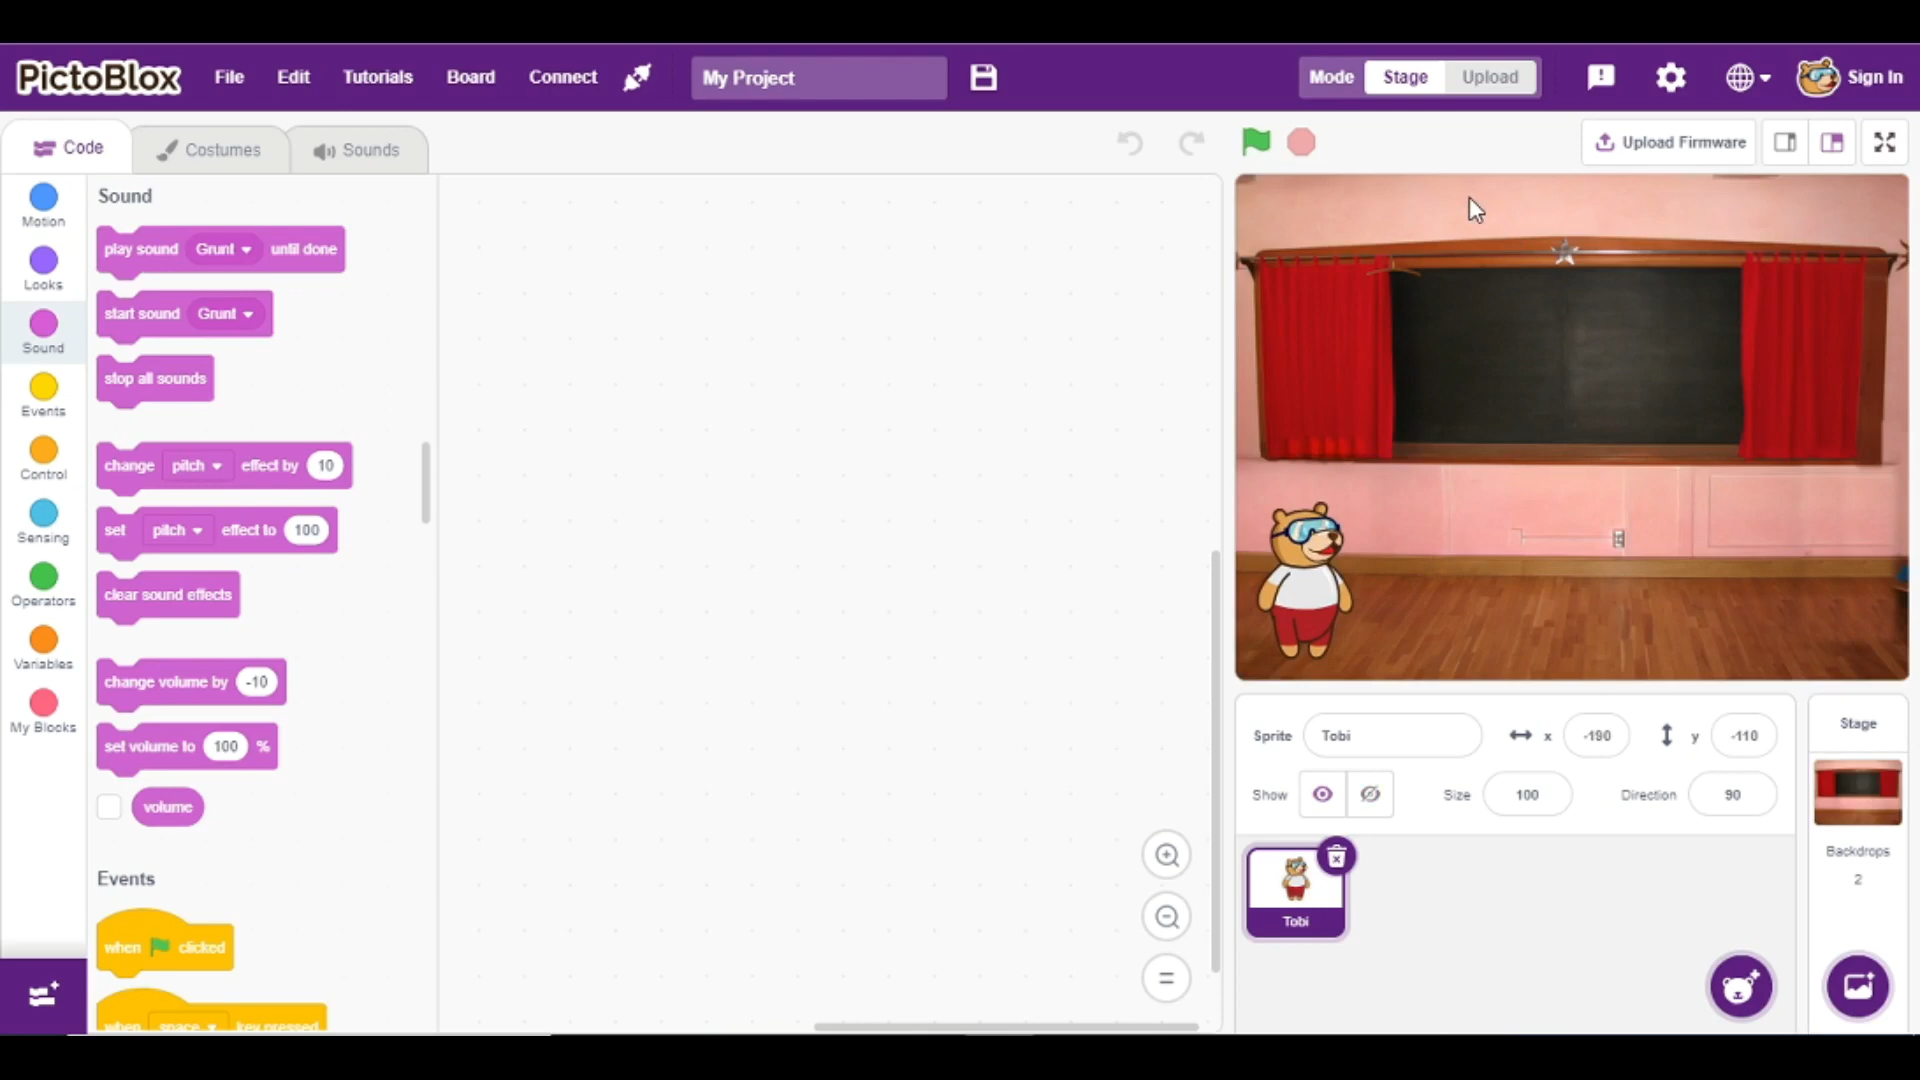 PictoBlox File Edit Tutorials Board Connect My Project Mode Stage Upload Sign In
Code Costumes Sounds Upload Firmware
Motion
Looks
Sound
Events
Control
Sensing
Operators
Variables
My Blocks
Sound
play sound Grunt until done
start sound Grunt
stop all sounds
change pitch effect by 10
set pitch effect to 100
clear sound effects
change volume by -10
set volume to 100 %
volume
Events
when clicked
when space key pressed
Sprite Tobi x -190 y -110
Show Size 100 Direction 90
Tobi
Stage
Backdrops
2